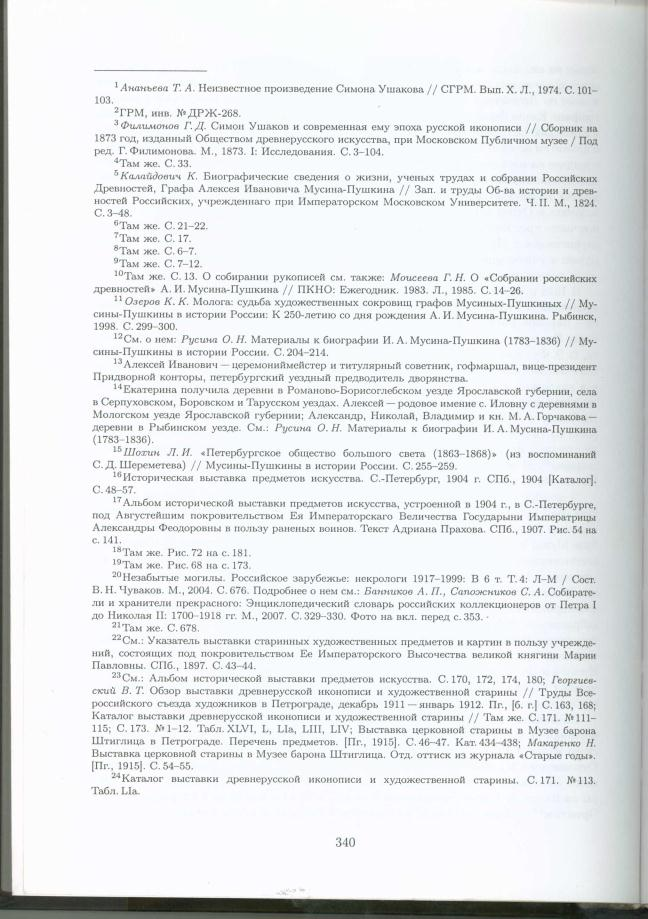 ¹Ананьева Т. А. Неизвестное произведение Симона Ушакова // СГРМ. Вып. X. Л., 1974. С. 101–
103.
²ГРМ, инв. № ДРЖ-268.
³Филимонов Г. Д. Симон Ушаков и современная ему эпоха русской иконописи // Сборник на
1873 год, изданный Обществом древнерусского искусства, при Московском Публичном музее / Под
ред. Г. Филимонова. М., 1873. I: Исследования. С. 3–104.
⁴Там же. С. 33.
⁵Калайдович К. Биографические сведения о жизни, ученых трудах и собрании Российских
Древностей, Графа Алексея Ивановича Мусина-Пушкина // Зап. и труды Об-ва истории и древ-
ностей Российских, учрежденнаго при Императорском Московском Университете. Ч. II. М., 1824.
С. 3–48.
⁶Там же. С. 21–22.
⁷Там же. С. 17.
⁸Там же. С. 6–7.
⁹Там же. С. 7–12.
¹⁰Там же. С. 13. О собирании рукописей см. также: Моисеева Г. Н. О «Собрании российских
древностей» А. И. Мусина-Пушкина // ПКНО: Ежегодник. 1983. Л., 1985. С. 14–26.
¹¹Озеров К. К. Молога: судьба художественных сокровищ графов Мусиных-Пушкиных // Му-
сины-Пушкины в истории России: К 250-летию со дня рождения А. И. Мусина-Пушкина. Рыбинск,
1998. С. 299–300.
¹²См. о нем: Русина О. Н. Материалы к биографии И. А. Мусина-Пушкина (1783–1836) // Му-
сины-Пушкины в истории России. С. 204–214.
¹³Алексей Иванович — церемониймейстер и титулярный советник, гофмаршал, вице-президент
Придворной конторы, петербургский уездный предводитель дворянства.
¹⁴Екатерина получила деревни в Романово-Борисоглебском уезде Ярославской губернии, села
в Серпуховском, Боровском и Тарусском уездах. Алексей — родовое имение с. Иловну с деревнями в
Мологском уезде Ярославской губернии; Александр, Николай, Владимир и кн. М. А. Горчакова —
деревни в Рыбинском уезде. См.: Русина О. Н. Материалы к биографии И. А. Мусина-Пушкина
(1783–1836).
¹⁵Шохин Л. И. «Петербургское общество большого света (1863–1868)» (из воспоминаний
С. Д. Шереметева) // Мусины-Пушкины в истории России. С. 255–259.
¹⁶Историческая выставка предметов искусства. С.-Петербург, 1904 г. СПб., 1904 [Каталог].
С. 48–57.
¹⁷Альбом исторической выставки предметов искусства, устроенной в 1904 г., в С.-Петербурге,
под Августейшим покровительством Ея Императорскаго Величества Государыни Императрицы
Александры Феодоровны в пользу раненых воинов. Текст Адриана Прахова. СПб., 1907. Рис. 54 на
с. 141.
¹⁸Там же. Рис. 72 на с. 181.
¹⁹Там же. Рис. 68 на с. 173.
²⁰Незабытые могилы. Российское зарубежье: некрологи 1917–1999: В 6 т. Т. 4: Л–М / Сост.
В. Н. Чуваков. М., 2004. С. 676. Подробнее о нем см.: Банников А. П., Сапожников С. А. Собирате-
ли и хранители прекрасного: Энциклопедический словарь российских коллекционеров от Петра I
до Николая II: 1700–1918 гг. М., 2007. С. 329–330. Фото на вкл. перед с. 353.
²¹Там же. С. 678.
²²См.: Указатель выставки старинных художественных предметов и картин в пользу учрежде-
ний, состоящих под покровительством Ее Императорского Высочества великой княгини Марии
Павловны. СПб., 1897. С. 43–44.
²³См.: Альбом исторической выставки предметов искусства. С. 170, 172, 174, 180; Георгиев-
ский В. Т. Обзор выставки древнерусской иконописи и художественной старины // Труды Все-
российского съезда художников в Петрограде, декабрь 1911 — январь 1912. Пг., [б. г.] С. 163, 168;
Каталог выставки древнерусской иконописи и художественной старины // Там же. С. 171. № 111–
115; С. 173. № 1–12. Табл. XLVI, L, LIa, LIII, LIV; Выставка церковной старины в Музее барона
Штиглица в Петрограде. Перечень предметов. [Пг., 1915]. С. 46–47. Кат. 434–438; Макаренко Н.
Выставка церковной старины в Музее барона Штиглица. Отд. оттиск из журнала «Старые годы».
[Пг., 1915]. С. 54–55.
²⁴Каталог выставки древнерусской иконописи и художественной старины. С. 171. № 113.
Табл. LIa.
340